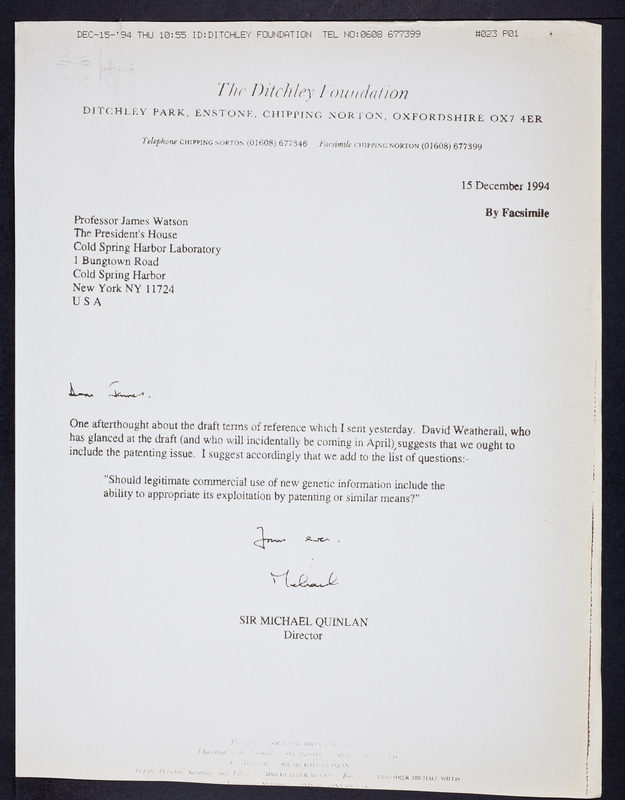 DEC-15-'94 THU 10:55 ID:DITCHLEY FOUNDATION TEL NO:0608 677399 #023 P01
The Ditchley Foundation
DITCHLEY PARK, ENSTONE, CHIPPING NORTON, OXFORDSHIRE OX7 4ER
Telephone CHIPPING NORTON (01608) 677346 Facsimile CHIPPING NORTON (01608) 677399
15 December 1994
By Facsimile
Professor James Watson
The President's House
Cold Spring Harbor Laboratory
1 Bungtown Road
Cold Spring Harbor
New York NY 11724
U S A
Dear James.
One afterthought about the draft terms of reference which I sent yesterday. David Weatherall, who
has glanced at the draft (and who will incidentally be coming in April), suggests that we ought to
include the patenting issue. I suggest accordingly that we add to the list of questions:-
"Should legitimate commercial use of new genetic information include the
ability to appropriate its exploitation by patenting or similar means?"
Yours ever.
Michael
SIR MICHAEL QUINLAN
Director